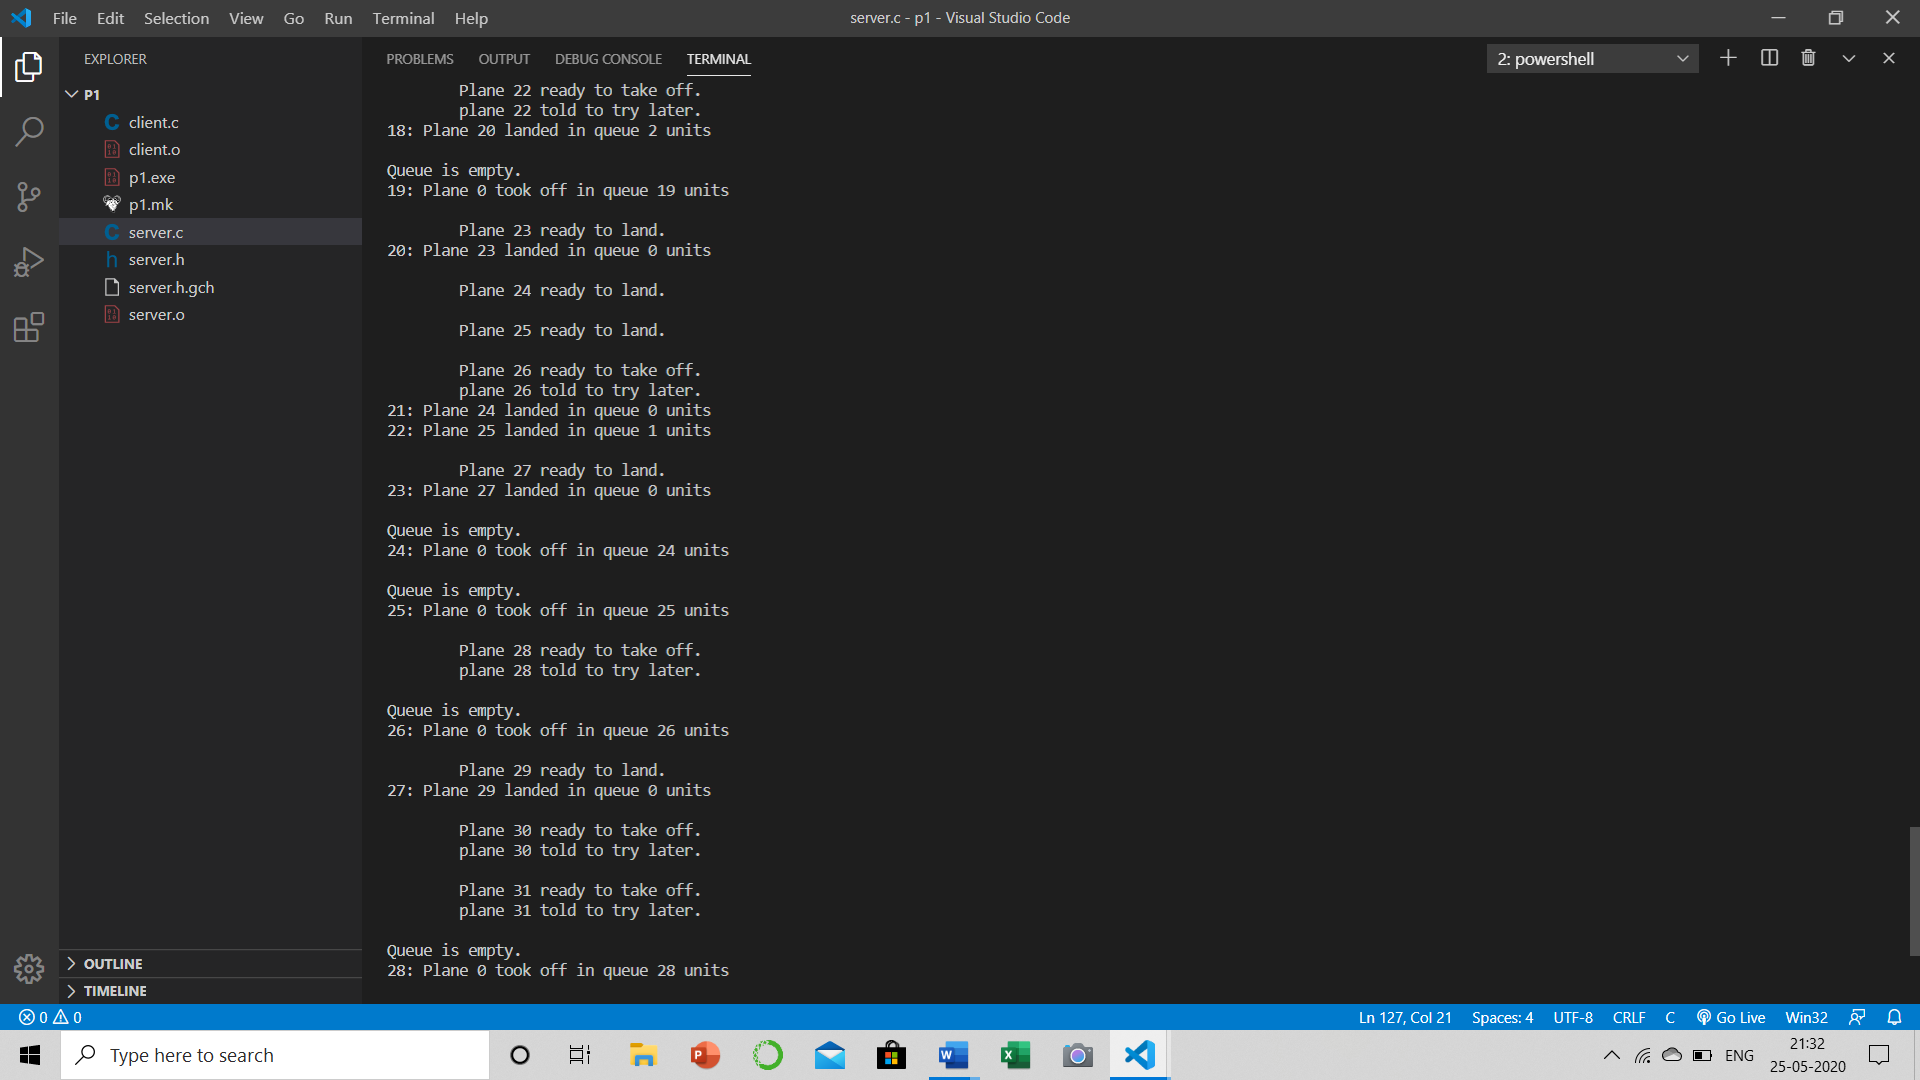 File Edit Selection View Go Run Terminal Help
server.c - p1 - Visual Studio Code
EXPLORER
P1
client.c
client.o
p1.exe
p1.mk
server.c
server.h
server.h.gch
server.o
OUTLINE
TIMELINE
PROBLEMS OUTPUT DEBUG CONSOLE TERMINAL
2: powershell
Plane 22 ready to take off.
plane 22 told to try later.
18: Plane 20 landed in queue 2 units
Queue is empty.
19: Plane 0 took off in queue 19 units
Plane 23 ready to land.
20: Plane 23 landed in queue 0 units
Plane 24 ready to land.
Plane 25 ready to land.
Plane 26 ready to take off.
plane 26 told to try later.
21: Plane 24 landed in queue 0 units
22: Plane 25 landed in queue 1 units
Plane 27 ready to land.
23: Plane 27 landed in queue 0 units
Queue is empty.
24: Plane 0 took off in queue 24 units
Queue is empty.
25: Plane 0 took off in queue 25 units
Plane 28 ready to take off.
plane 28 told to try later.
Queue is empty.
26: Plane 0 took off in queue 26 units
Plane 29 ready to land.
27: Plane 29 landed in queue 0 units
Plane 30 ready to take off.
plane 30 told to try later.
Plane 31 ready to take off.
plane 31 told to try later.
Queue is empty.
28: Plane 0 took off in queue 28 units
0 0
Ln 127, Col 21 Spaces: 4 UTF-8 CRLF C Go Live Win32
Type here to search
ENG
21:32
25-05-2020